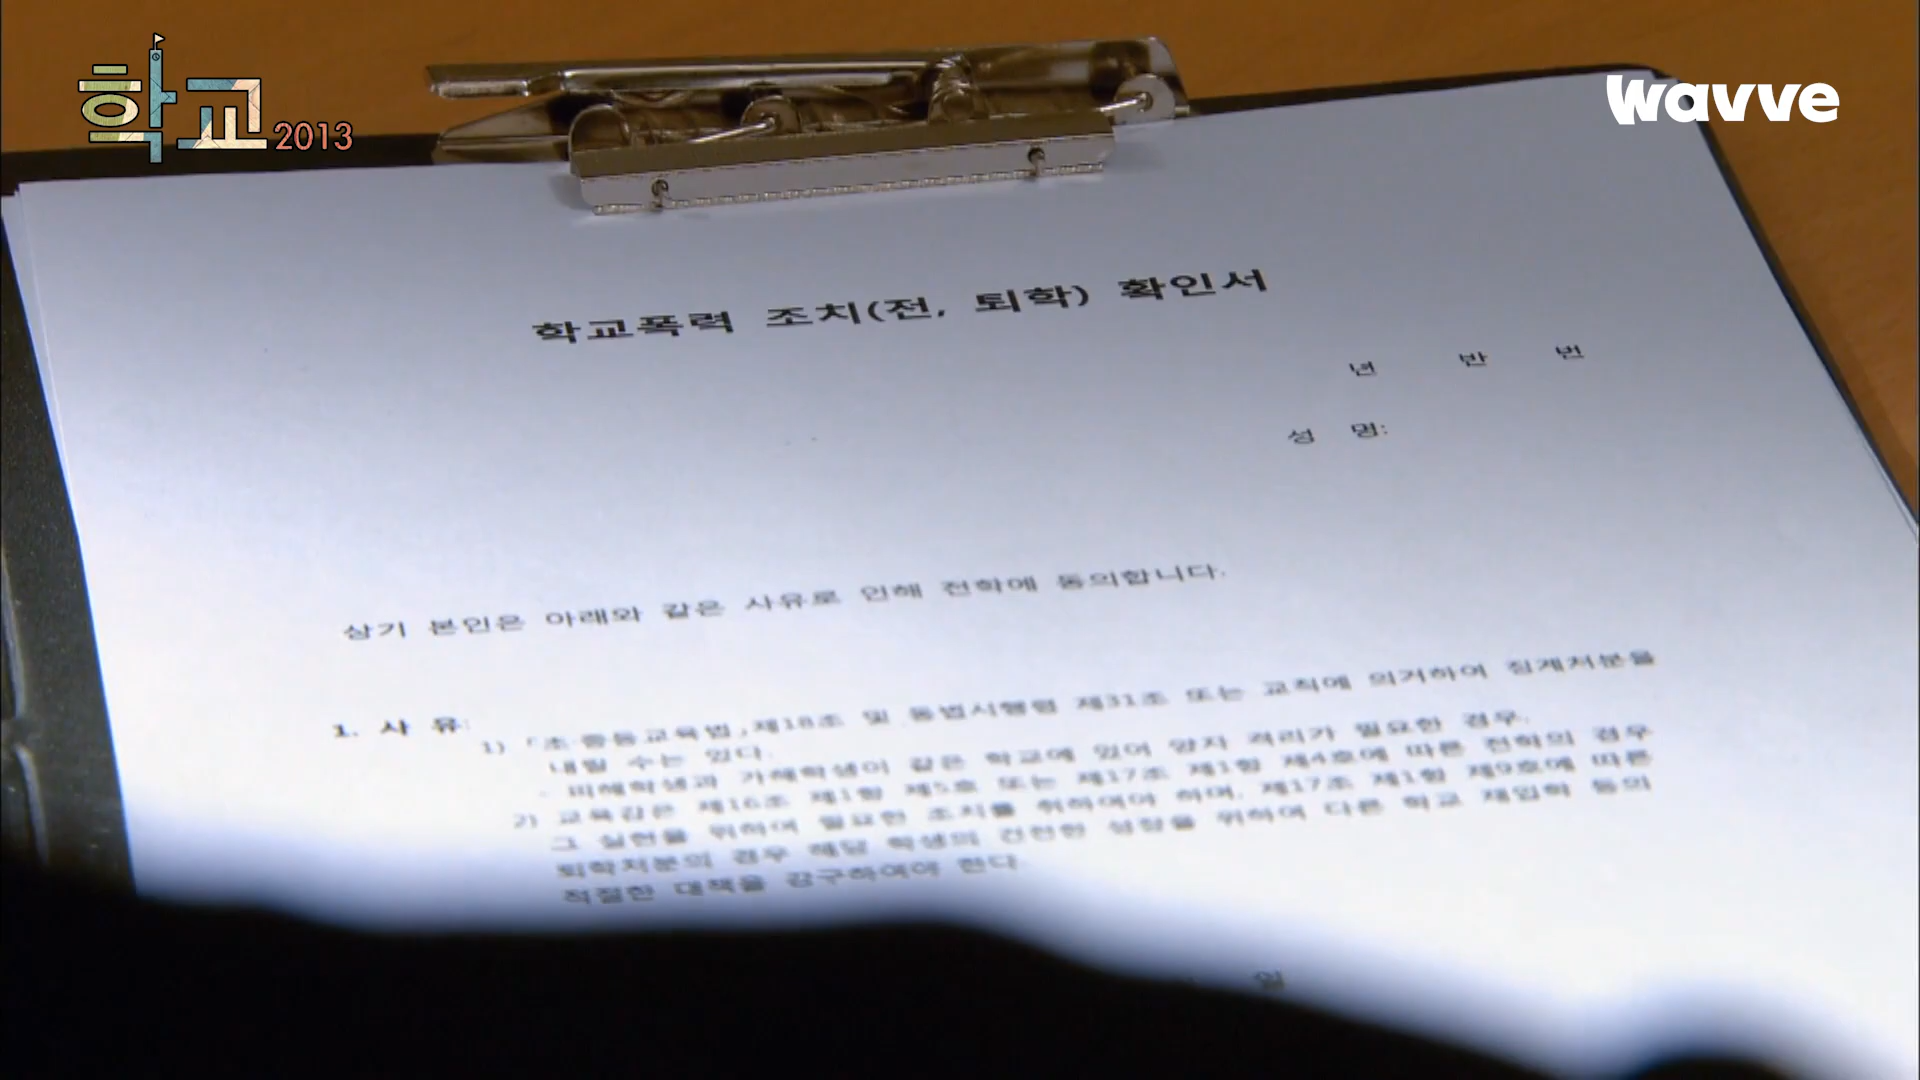 학교 2013
wavve
학교폭력 조치(전, 퇴학) 확인서
년 반 번
성 명:
상기 본인은 아래와 같은 사유로 인해 전학에 동의합니다.
1. 사 유:
1) 「초·중등교육법」제18조 및 동법시행령 제31조 또는 교칙에 의거하여 징계처분을
내릴 수는 있다.
- 피해학생과 가해학생이 같은 학교에 있어 양자 격리가 필요한 경우.
2) 교육감은 제16조 제1항 제5호 또는 제17조 제1항 제4호에 따른 전학의 경우
그 실현을 위하여 필요한 조치를 취하여야 하며, 제17조 제1항 제9호에 따른
퇴학처분의 경우 해당 학생의 건전한 성장을 위하여 다른 학교 재입학 등의
적절한 대책을 강구하여야 한다.
일